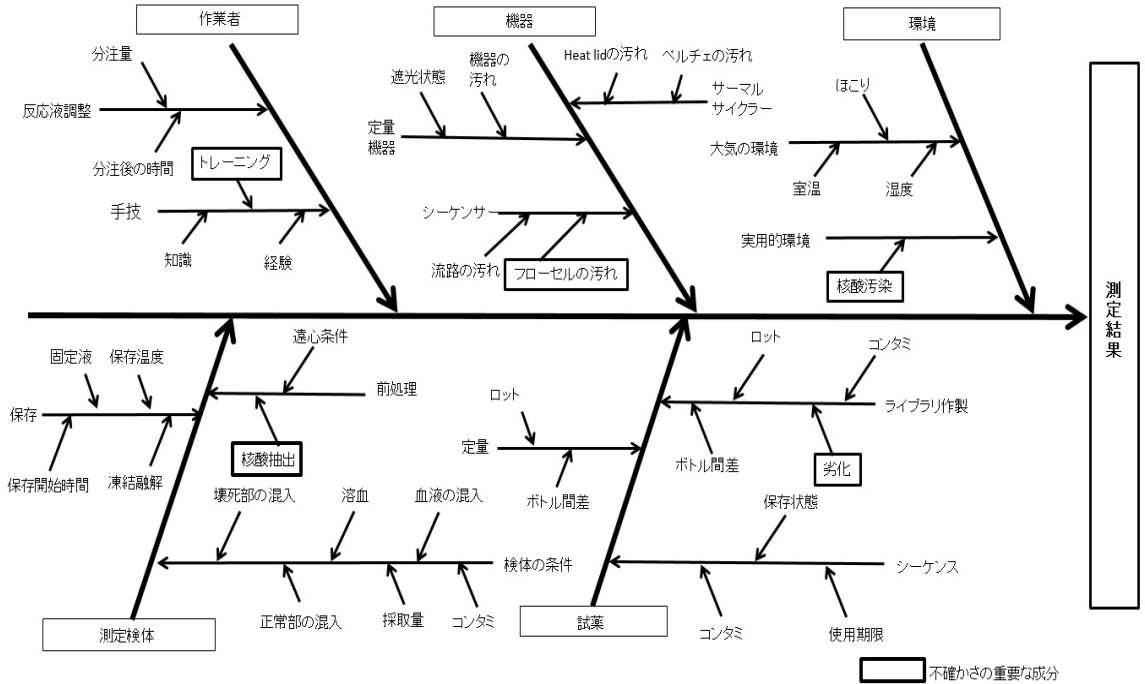 作業者
機器
環境
分注量
反応液調整
分注後の時間
トレーニング
手技
知識
経験
遮光状態
機器の
汚れ
Heat lidの汚れ
ペルチェの汚れ
サーマル
サイクラー
定量
機器
シーケンサー
流路の汚れ
フローセルの汚れ
ほこり
大気の環境
室温
湿度
実用的環境
核酸汚染
測定結果
固定液
保存温度
遠心条件
保存
前処理
保存開始時間
凍結融解
核酸抽出
壊死部の混入
溶血
血液の混入
検体の条件
正常部の混入
採取量
コンタミ
測定検体
ロット
定量
ボトル間差
ロット
コンタミ
ライブラリ作製
ボトル間差
劣化
保存状態
シーケンス
コンタミ
使用期限
試薬
不確かさの重要な成分